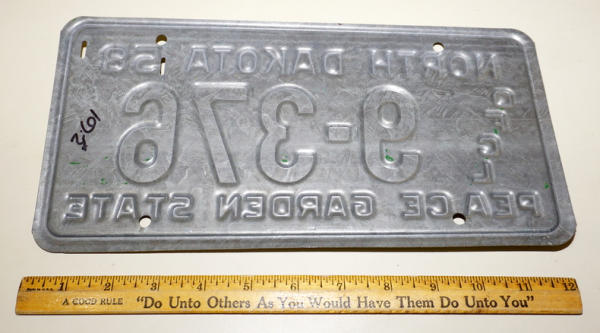 NORTH DAKOTA '58
9-376
OFCL
PEACE GARDEN STATE
1 2 3 4 5 6 7 8 9 10 11 12
A GOOD RULE "Do Unto Others As You Would Have Them Do Unto You"